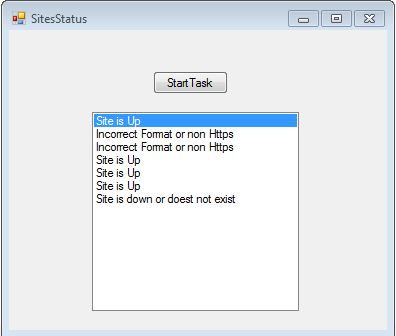 SitesStatus
StartTask
Site is Up
Incorrect Format or non Https
Incorrect Format or non Https
Site is Up
Site is Up
Site is Up
Site is down or doest not exist